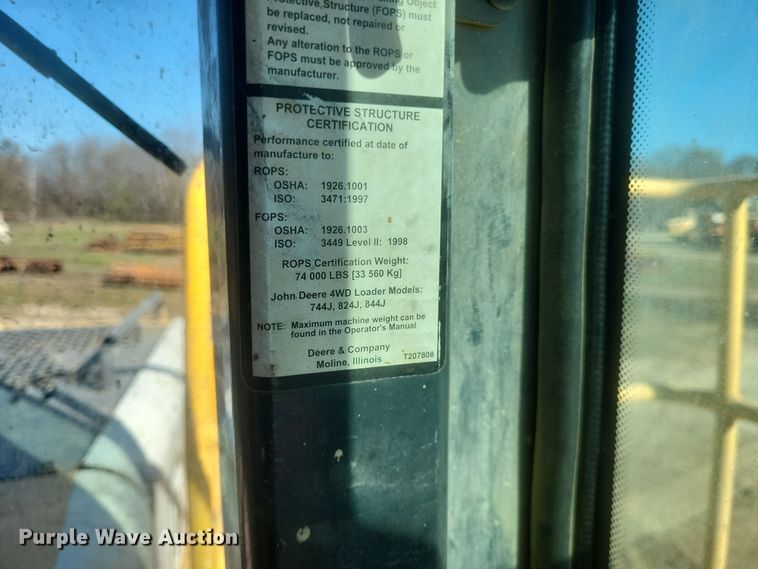 ling Object
Protective Structure (FOPS) must
be replaced, not repaired or
revised.
Any alteration to the ROPS or
FOPS must be approved by the
manufacturer.
PROTECTIVE STRUCTURE
CERTIFICATION
Performance certified at date of
manufacture to:
ROPS:
OSHA: 1926.1001
ISO: 3471:1997
FOPS:
OSHA: 1926.1003
ISO: 3449 Level II: 1998
ROPS Certification Weight:
74 000 LBS [33 560 Kg]
John Deere 4WD Loader Models:
744J, 824J, 844J
NOTE: Maximum machine weight can be
found in the Operator's Manual
Deere & Company
Moline, Illinois T207808
Purple Wave Auction